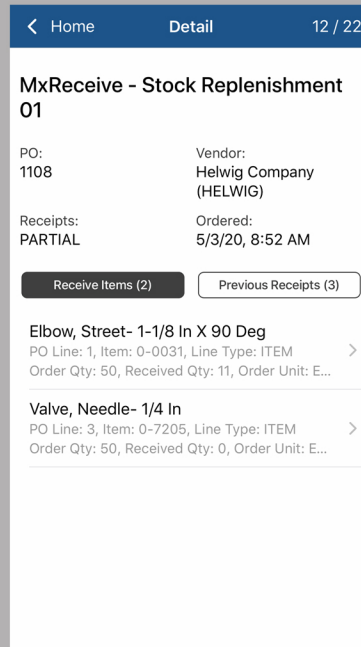 Home
Detail
12 / 22
MxReceive - Stock Replenishment
01
PO:
1108
Vendor:
Helwig Company
(HELWIG)
Receipts:
PARTIAL
Ordered:
5/3/20, 8:52 AM
Receive Items (2)
Previous Receipts (3)
Elbow, Street- 1-1/8 In X 90 Deg
PO Line: 1, Item: 0-0031, Line Type: ITEM
Order Qty: 50, Received Qty: 11, Order Unit: E...
Valve, Needle- 1/4 In
PO Line: 3, Item: 0-7205, Line Type: ITEM
Order Qty: 50, Received Qty: 0, Order Unit: E...